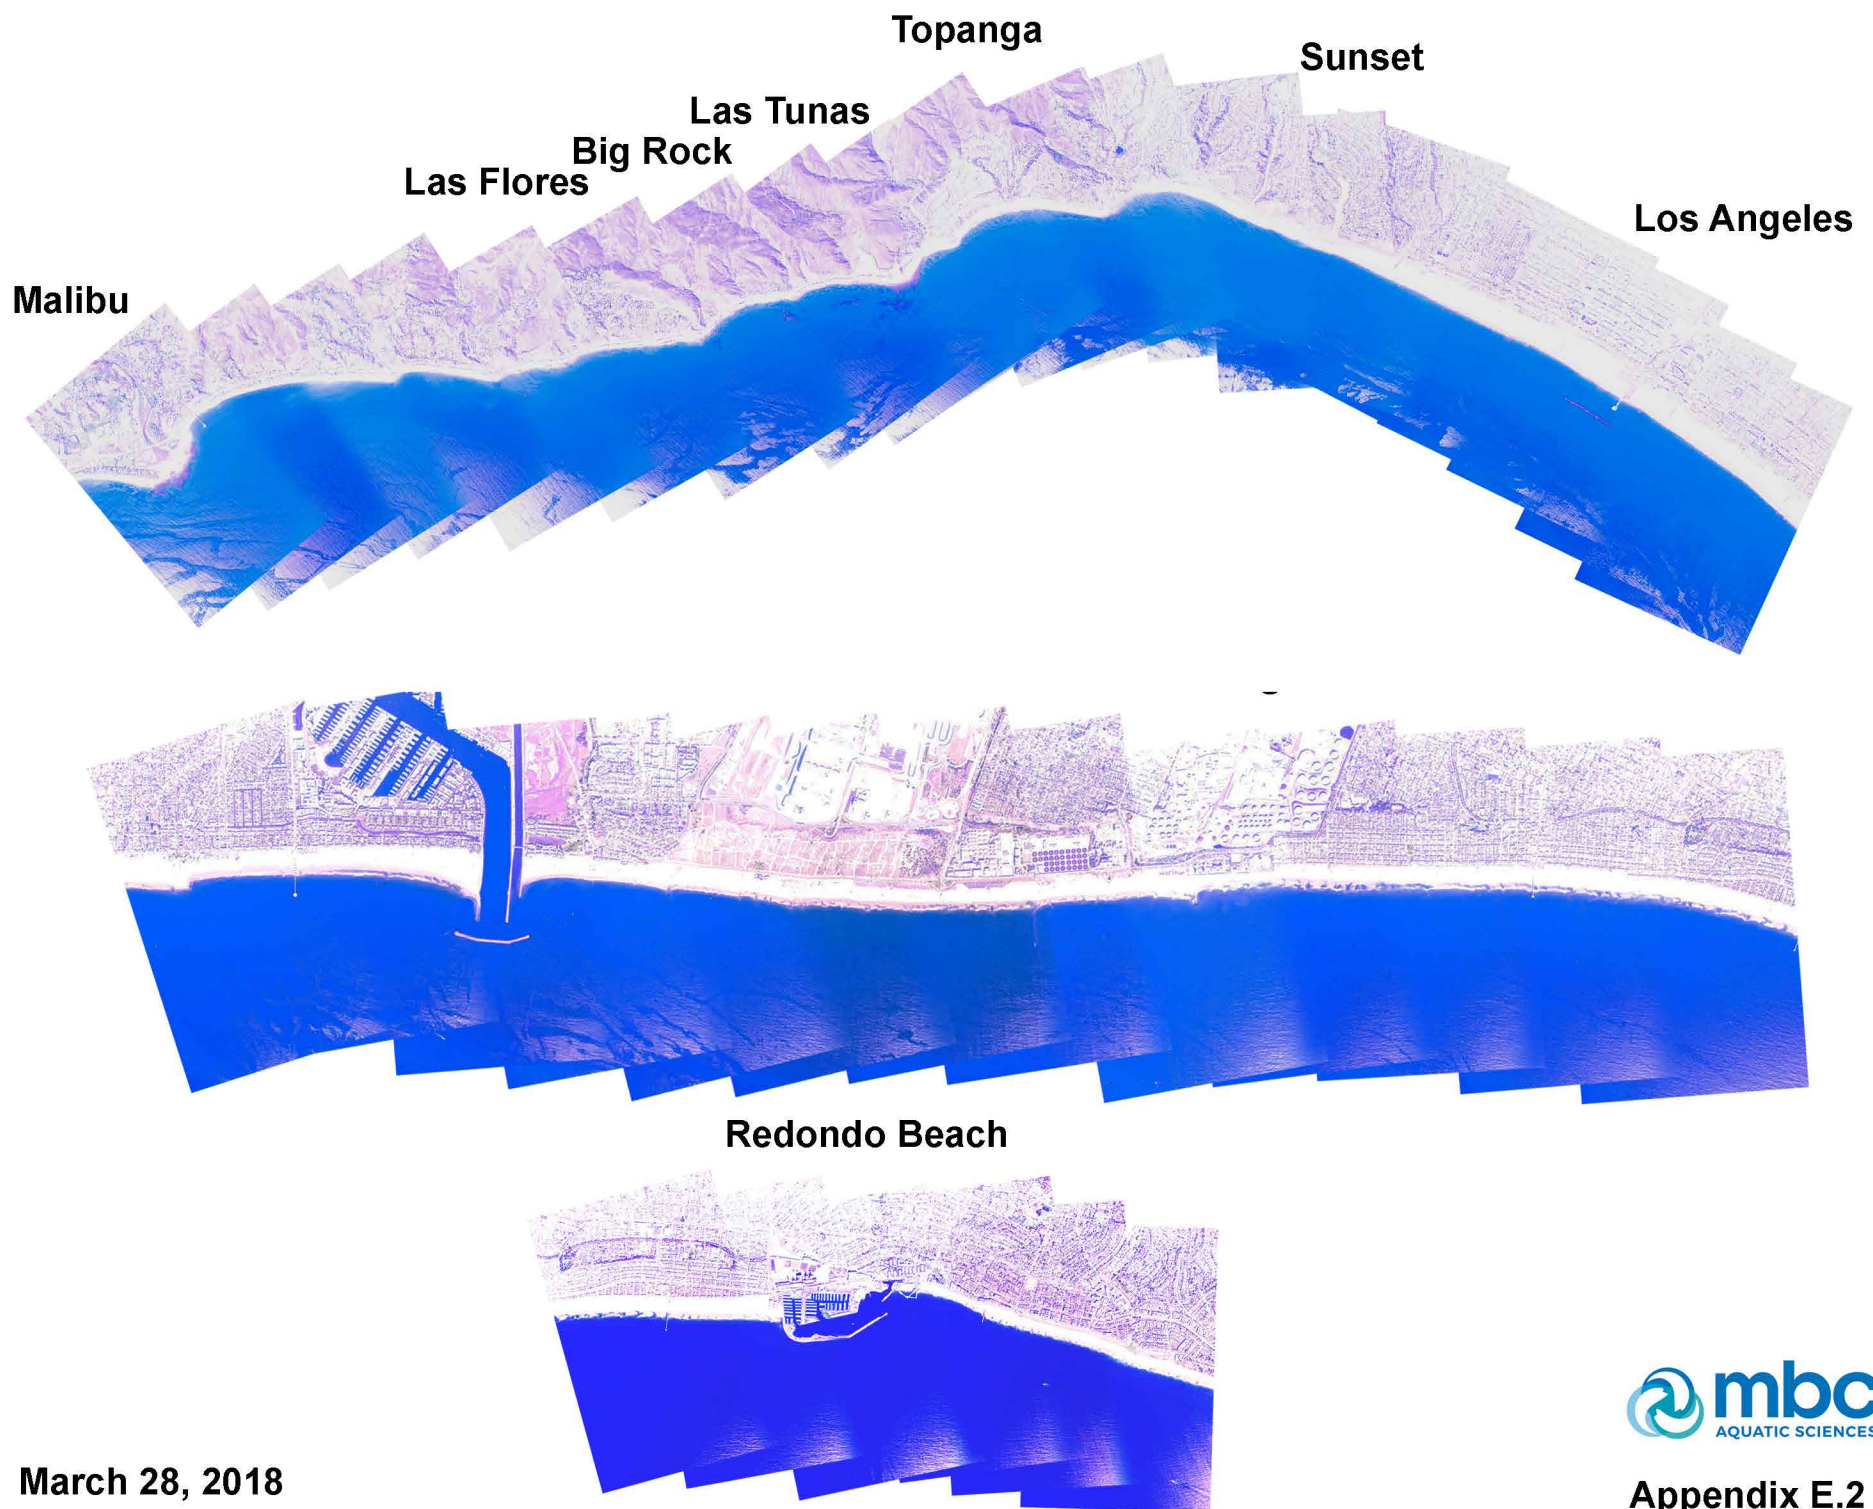 Topanga
Sunset
Las Tunas
Big Rock
Las Flores
Los Angeles
Malibu
Redondo Beach
mbc
AQUATIC SCIENCES
March 28, 2018
Appendix E.2